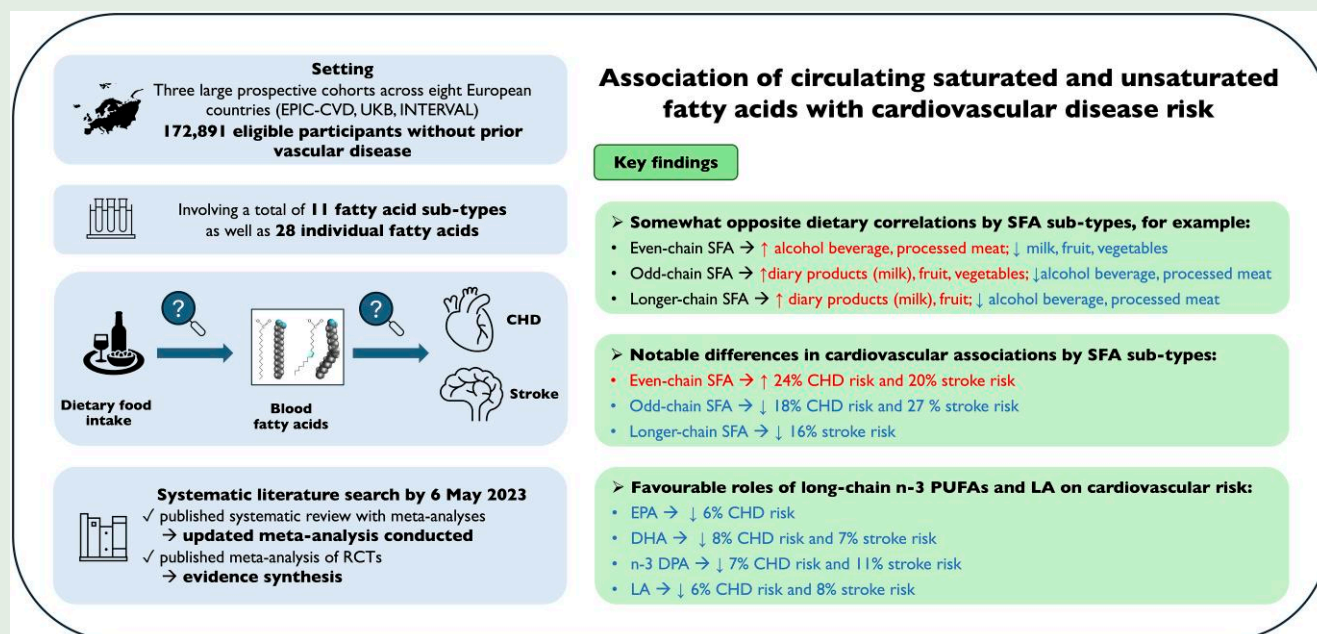 Setting
Three large prospective cohorts across eight European
countries (EPIC-CVD, UKB, INTERVAL)
172,891 eligible participants without prior
vascular disease
Involving a total of 11 fatty acid sub-types
as well as 28 individual fatty acids
?
?
CHD
Stroke
Dietary food
intake
Blood
fatty acids
Systematic literature search by 6 May 2023
✓ published systematic review with meta-analyses
→ updated meta-analysis conducted
✓ published meta-analysis of RCTs
→ evidence synthesis
Association of circulating saturated and unsaturated
fatty acids with cardiovascular disease risk
Key findings
➢ Somewhat opposite dietary correlations by SFA sub-types, for example:
• Even-chain SFA → ↑ alcohol beverage, processed meat; ↓ milk, fruit, vegetables
• Odd-chain SFA → ↑diary products (milk), fruit, vegetables; ↓alcohol beverage, processed meat
• Longer-chain SFA → ↑ diary products (milk), fruit; ↓ alcohol beverage, processed meat
➢ Notable differences in cardiovascular associations by SFA sub-types:
• Even-chain SFA → ↑ 24% CHD risk and 20% stroke risk
• Odd-chain SFA → ↓ 18% CHD risk and 27 % stroke risk
• Longer-chain SFA → ↓ 16% stroke risk
➢ Favourable roles of long-chain n-3 PUFAs and LA on cardiovascular risk:
• EPA → ↓ 6% CHD risk
• DHA → ↓ 8% CHD risk and 7% stroke risk
• n-3 DPA → ↓ 7% CHD risk and 11% stroke risk
• LA → ↓ 6% CHD risk and 8% stroke risk